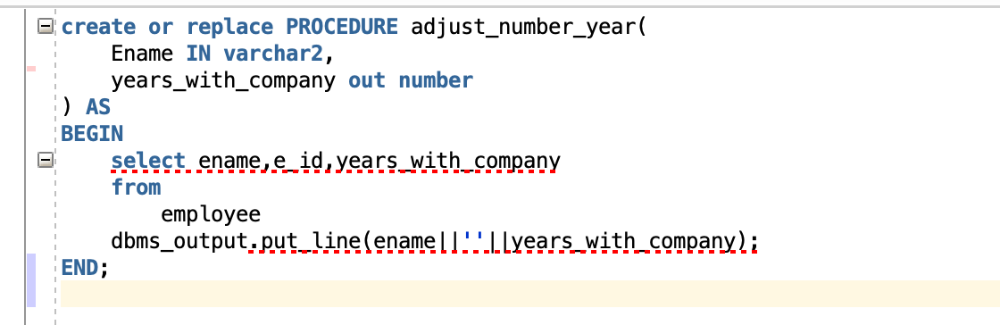 create or replace PROCEDURE adjust_number_year(
Ename IN varchar2,
years_with_company out number
) AS
BEGIN
select ename,e_id,years_with_company
from
employee
dbms_output.put_line(ename||''||years_with_company);
END;